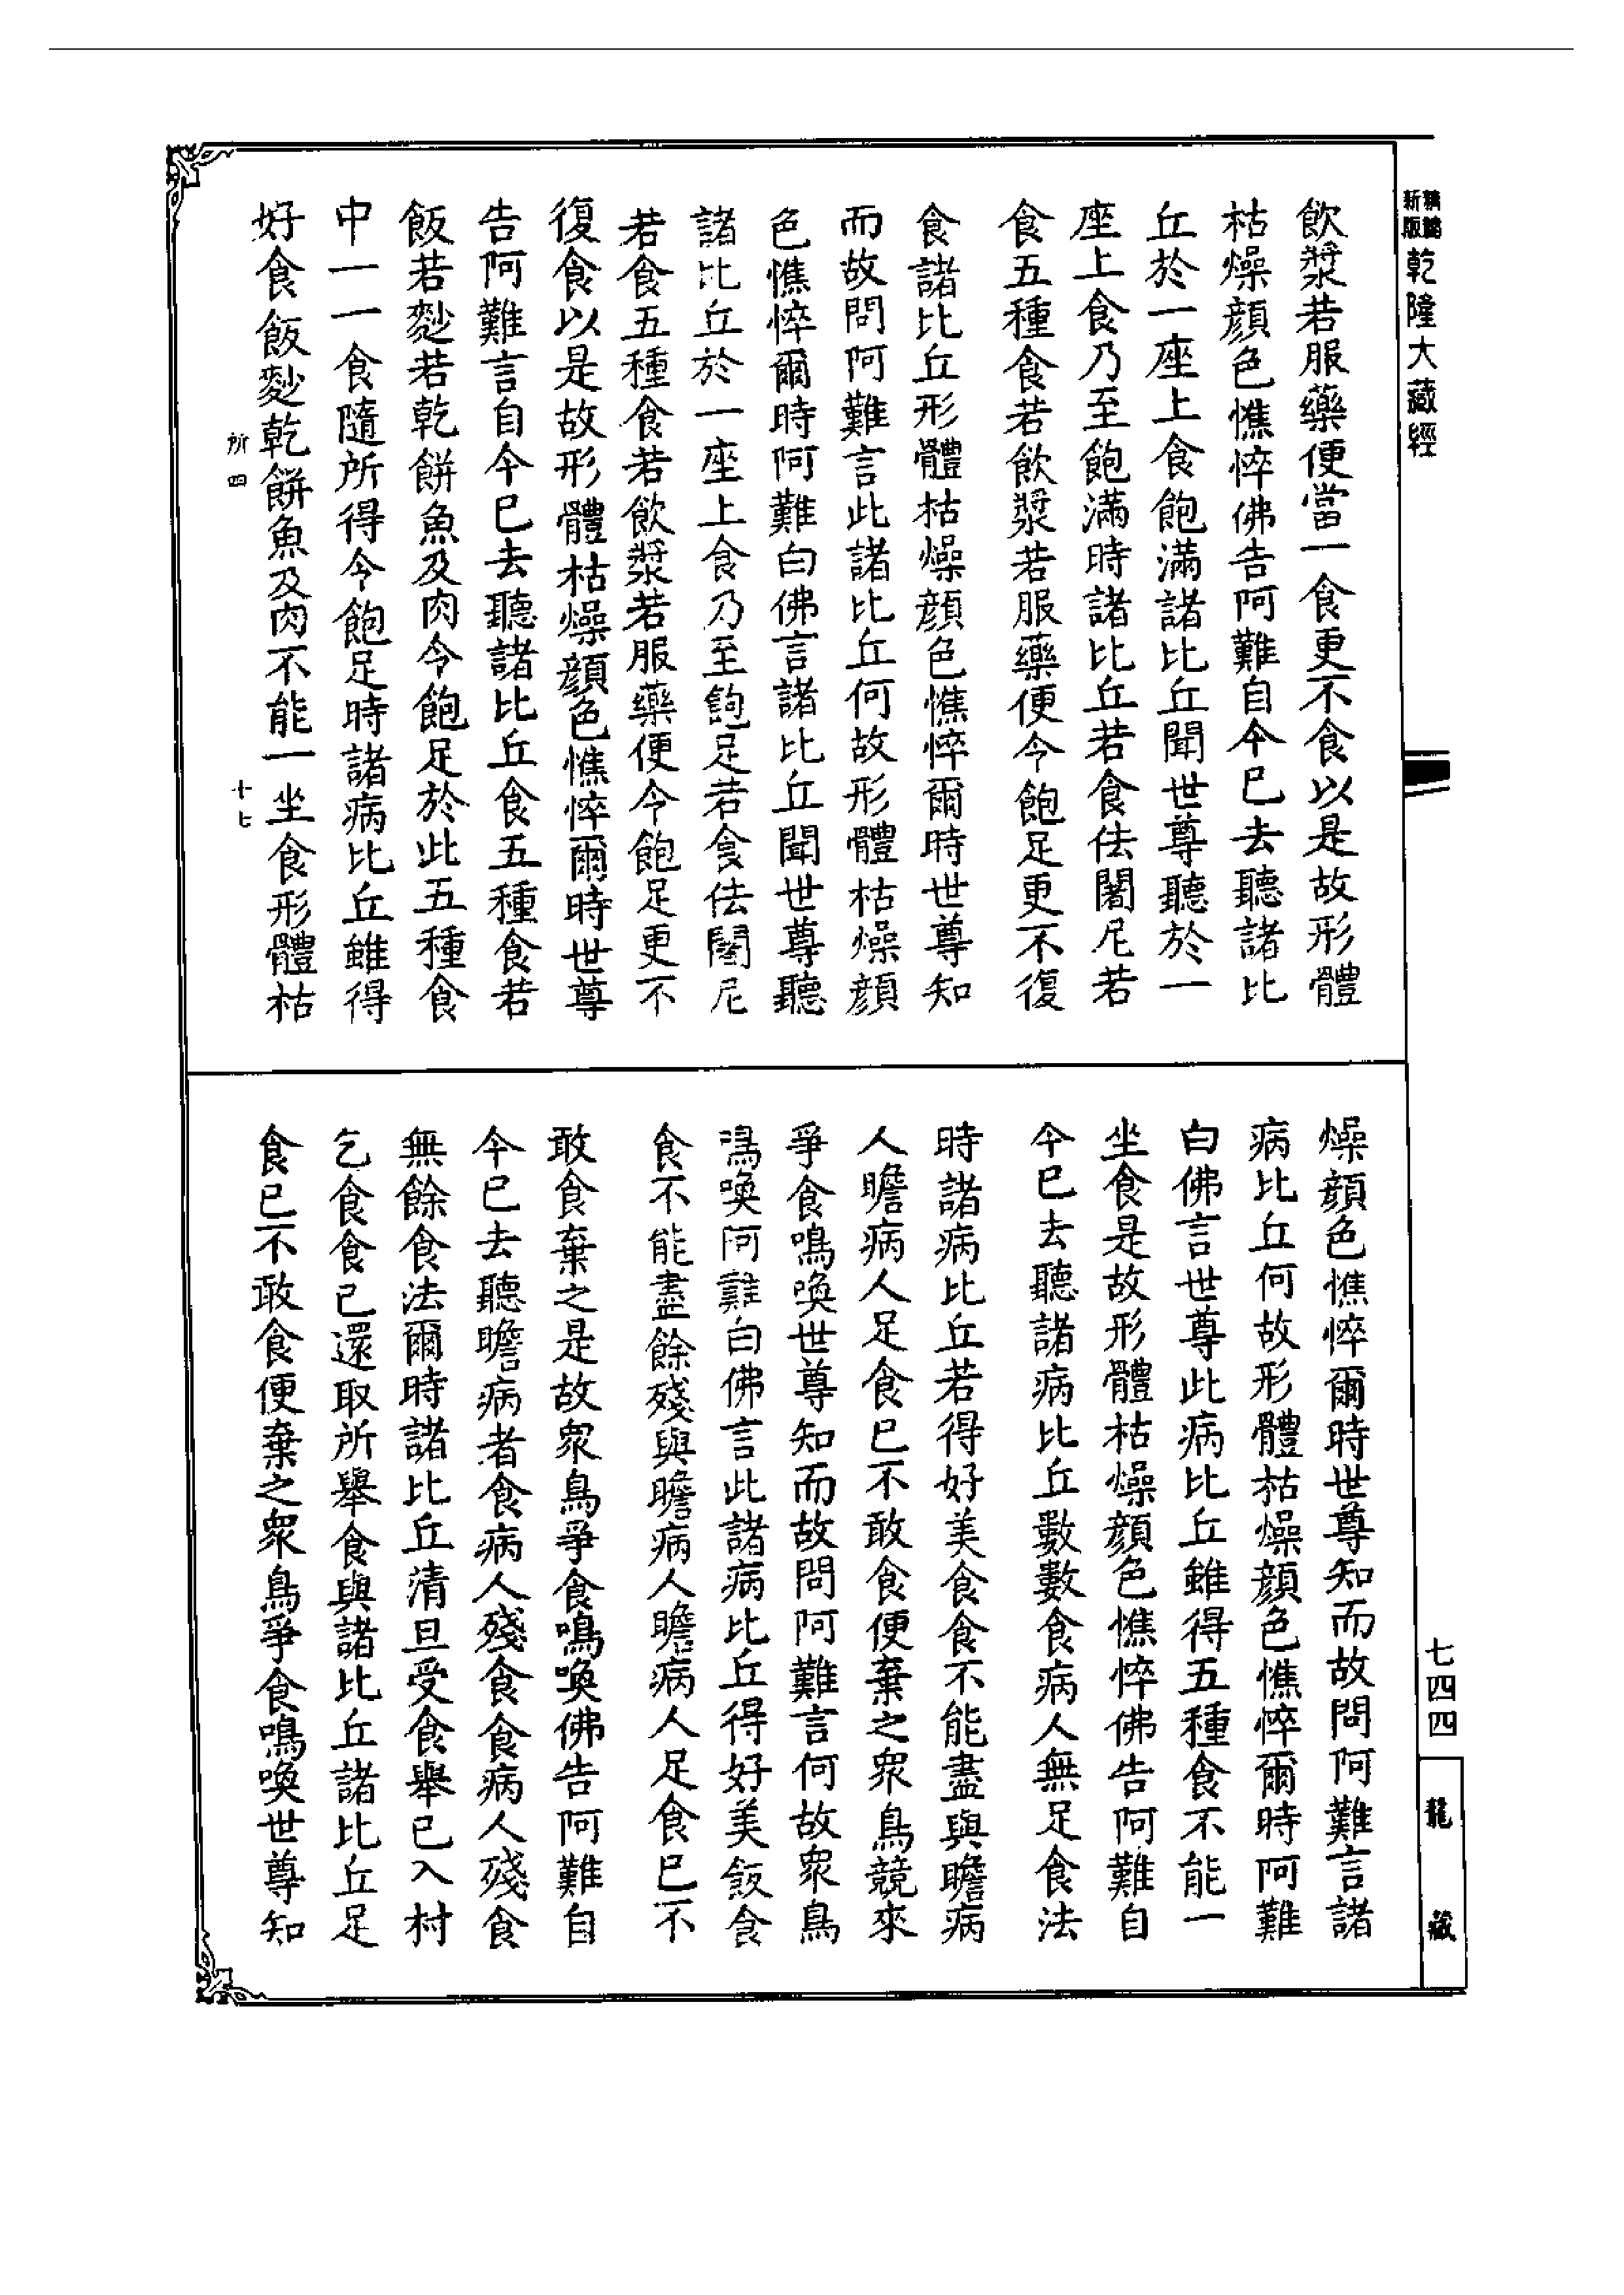 新版
乾隆大藏經
飲漿若服藥便當一食更不食以是故形體
枯燥顏色憔悴佛告阿難自今巳去聽諸比
丘於一座上食飽滿諸比丘聞世尊聽於一
座上食乃至飽滿時諸比丘若食佉闍尼若
食五種食若飲漿若服藥便令飽足更不復
食諸比丘形體枯燥顏色憔悴爾時世尊知
而故問阿難言此諸比丘何故形體枯燥顏
色憔悴爾時阿難白佛言諸比丘聞世尊聽
諸比丘於一座上食乃至飽足若食佉闍尼
若食五種食若飲漿若服藥便令飽足更不
復食以是故形體枯燥顏色憔悴爾時世尊
告阿難言自今巳去聽諸比丘食五種食若
飯若麨若乾餅魚及肉令飽足於此五種食
中一一食隨所得令飽足時諸病比丘雖得
好食飯麨乾餅魚及肉不能一坐食形體枯
所四
十七
燥顏色憔悴爾時世尊知而故問阿難言諸
病比丘何故形體枯燥顏色憔悴爾時阿難
白佛言世尊此病比丘雖得五種食不能一
坐食是故形體枯燥顏色憔悴佛告阿難自
今巳去聽諸病比丘數數食病人無足食法
時諸病比丘若得好美食食不能盡與瞻病
人瞻病人足食巳不敢食便棄之眾鳥競來
爭食鳴喚世尊知而故問阿難言何故眾鳥
鳴喚阿難白佛言此諸病比丘得好美飯食
食不能盡餘殘與瞻病人瞻病人足食巳不
敢食棄之是故眾鳥爭食鳴喚佛告阿難自
今巳去聽瞻病者食病人殘食食病人殘食
無餘食法爾時諸比丘清旦受食舉巳入村
乞食食巳還取所舉食與諸比丘諸比丘足
食巳不敢食便棄之眾鳥爭食鳴喚世尊知
七四四
龍藏